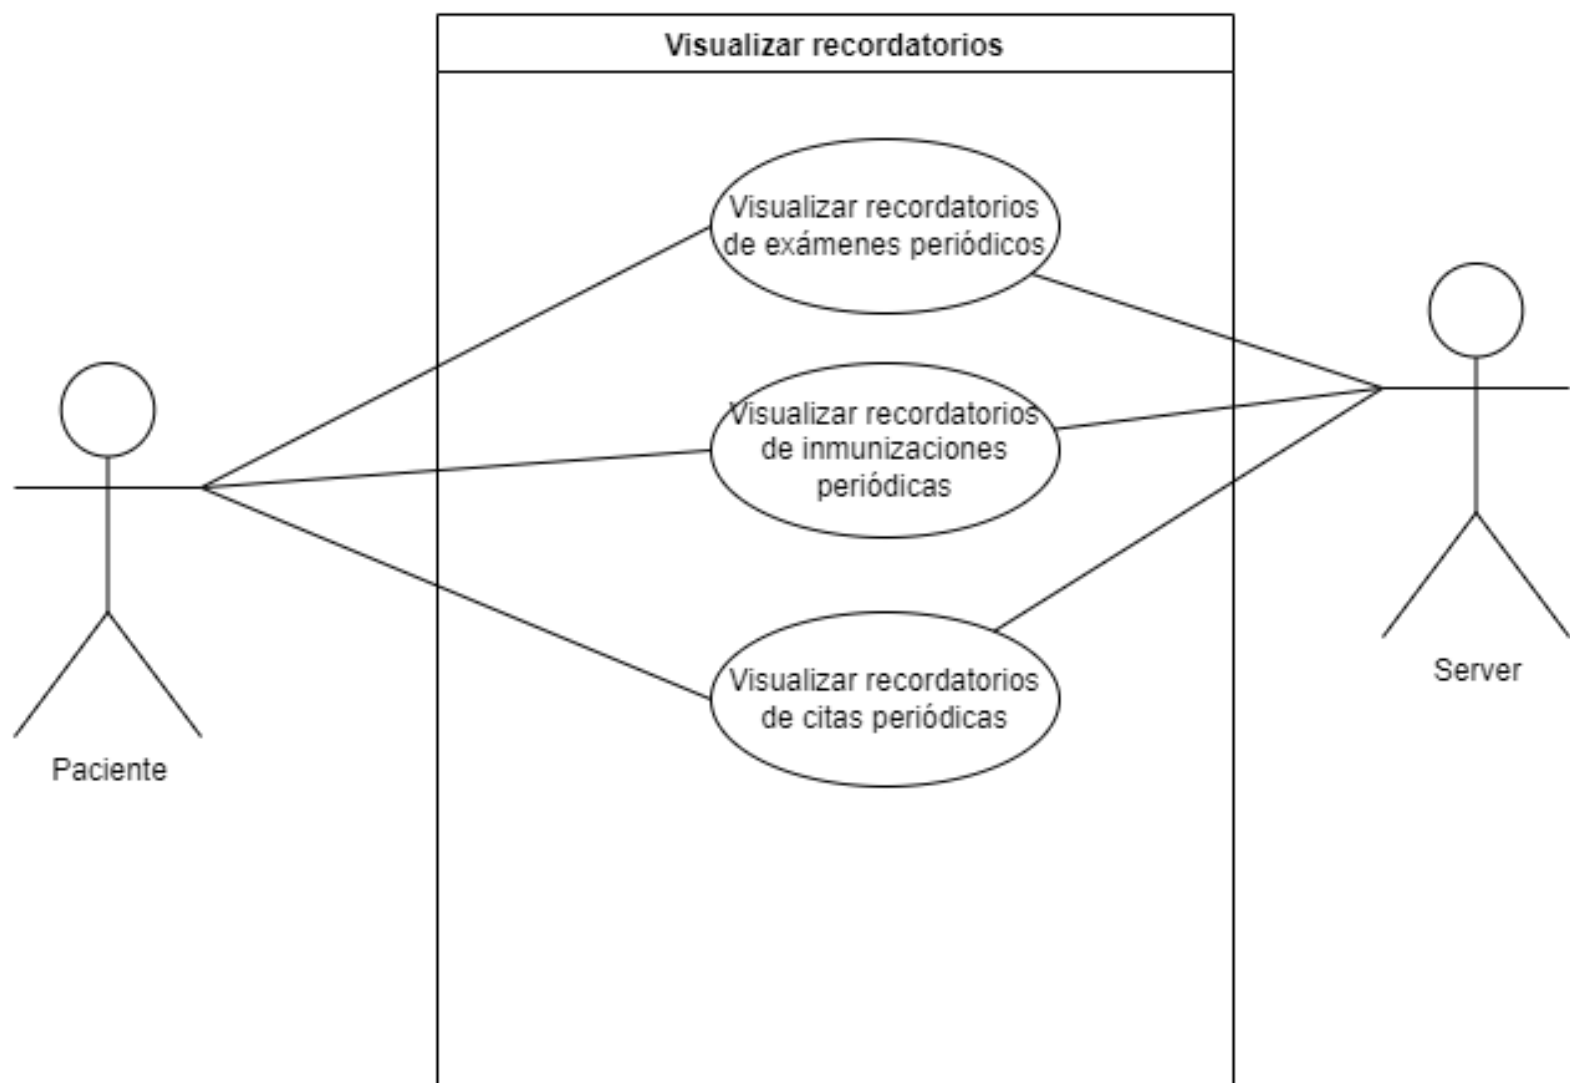 Visualizar recordatorios
Visualizar recordatorios
de exámenes periódicos
Visualizar recordatorios
de inmunizaciones
periódicas
Visualizar recordatorios
de citas periódicas
Server
Paciente